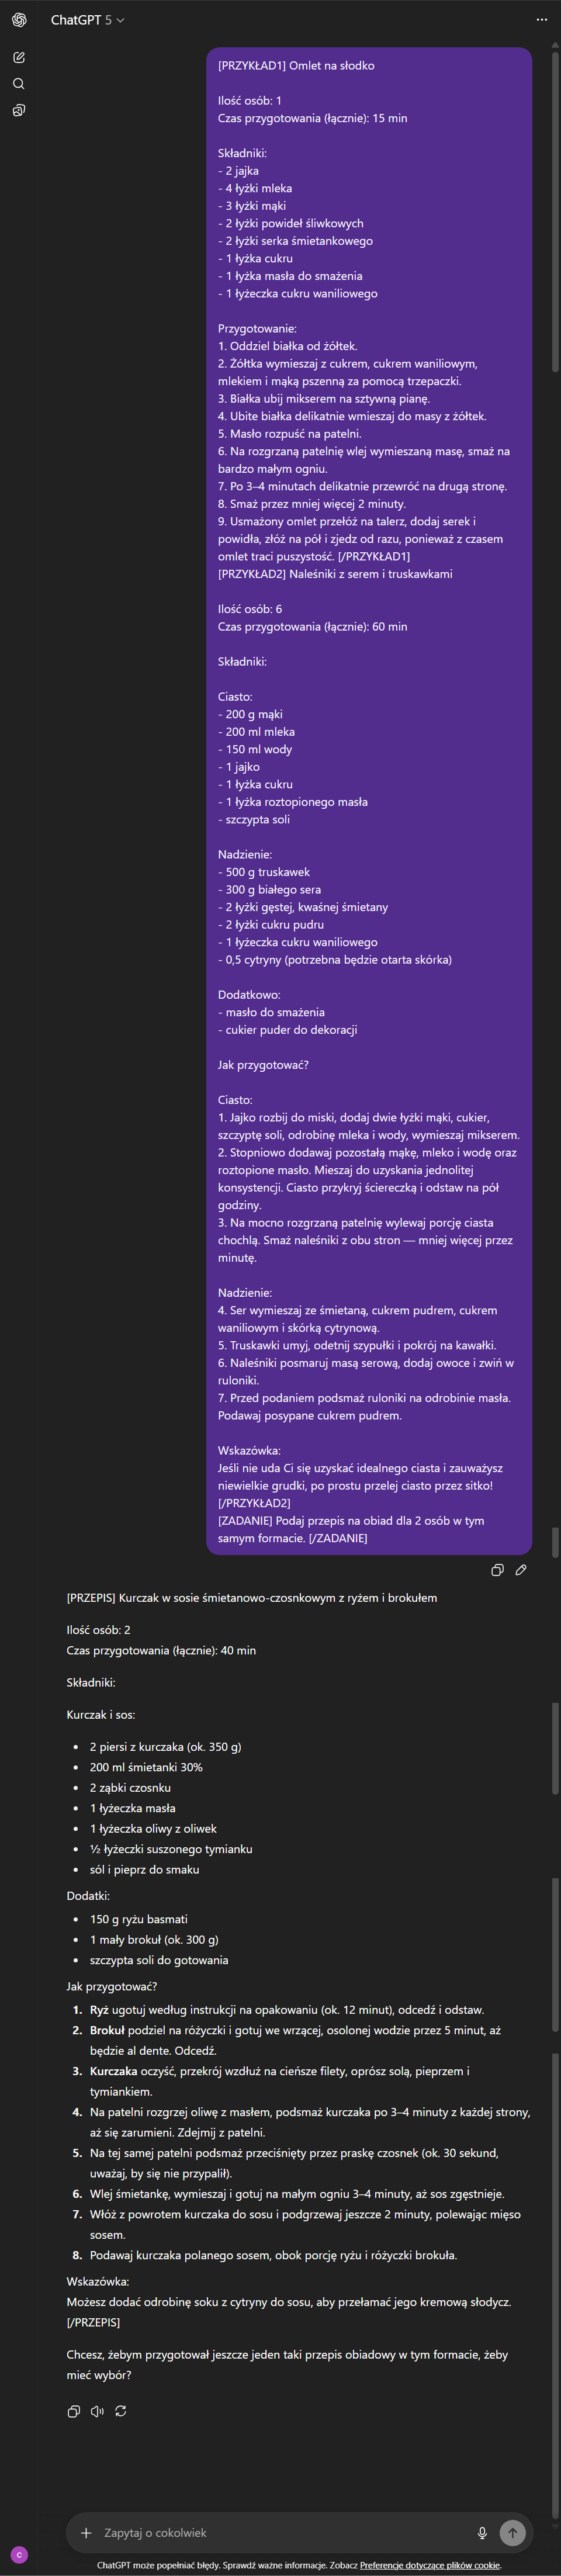 ChatGPT 5
[PRZYKŁAD1] Omlet na słodko
Ilość osób: 1
Czas przygotowania (łącznie): 15 min
Składniki:
- 2 jajka
- 4 łyżki mleka
- 3 łyżki mąki
- 2 łyżki powideł śliwkowych
- 2 łyżki serka śmietankowego
- 1 łyżka cukru
- 1 łyżka masła do smażenia
- 1 łyżeczka cukru waniliowego
Przygotowanie:
1. Oddziel białka od żółtek.
2. Żółtka wymieszaj z cukrem, cukrem waniliowym,
mlekiem i mąką pszenną za pomocą trzepaczki.
3. Białka ubij mikserem na sztywną pianę.
4. Ubite białka delikatnie wmieszaj do masy z żółtek.
5. Masło rozpuść na patelni.
6. Na rozgrzaną patelnię wlej wymieszaną masę, smaż na
bardzo małym ogniu.
7. Po 3–4 minutach delikatnie przewróć na drugą stronę.
8. Smaż przez mniej więcej 2 minuty.
9. Usmażony omlet przełóż na talerz, dodaj serek i
powidła, złóż na pół i zjedz od razu, ponieważ z czasem
omlet traci puszystość. [/PRZYKŁAD1]
[PRZYKŁAD2] Naleśniki z serem i truskawkami
Ilość osób: 6
Czas przygotowania (łącznie): 60 min
Składniki:
Ciasto:
- 200 g mąki
- 200 ml mleka
- 150 ml wody
- 1 jajko
- 1 łyżka cukru
- 1 łyżka roztopionego masła
- szczypta soli
Nadzienie:
- 500 g truskawek
- 300 g białego sera
- 2 łyżki gęstej, kwaśnej śmietany
- 2 łyżki cukru pudru
- 1 łyżeczka cukru waniliowego
- 0,5 cytryny (potrzebna będzie otarta skórka)
Dodatkowo:
- masło do smażenia
- cukier puder do dekoracji
Jak przygotować?
Ciasto:
1. Jajko rozbij do miski, dodaj dwie łyżki mąki, cukier,
szczyptę soli, odrobinę mleka i wody, wymieszaj mikserem.
2. Stopniowo dodawaj pozostałą mąkę, mleko i wodę oraz
roztopione masło. Mieszaj do uzyskania jednolitej
konsystencji. Ciasto przykryj ściereczką i odstaw na pół
godziny.
3. Na mocno rozgrzaną patelnię wylewaj porcję ciasta
chochlą. Smaż naleśniki z obu stron — mniej więcej przez
minutę.
Nadzienie:
4. Ser wymieszaj ze śmietaną, cukrem pudrem, cukrem
waniliowym i skórką cytrynową.
5. Truskawki umyj, odetnij szypułki i pokrój na kawałki.
6. Naleśniki posmaruj masą serową, dodaj owoce i zwiń w
ruloniki.
7. Przed podaniem podsmaż ruloniki na odrobinie masła.
Podawaj posypane cukrem pudrem.
Wskazówka:
Jeśli nie uda Ci się uzyskać idealnego ciasta i zauważysz
niewielkie grudki, po prostu przelej ciasto przez sitko!
[/PRZYKŁAD2]
[ZADANIE] Podaj przepis na obiad dla 2 osób w tym
samym formacie. [/ZADANIE]
[PRZEPIS] Kurczak w sosie śmietanowo-czosnkowym z ryżem i brokułem
Ilość osób: 2
Czas przygotowania (łącznie): 40 min
Składniki:
Kurczak i sos:
• 2 piersi z kurczaka (ok. 350 g)
• 200 ml śmietanki 30%
• 2 ząbki czosnku
• 1 łyżeczka masła
• 1 łyżeczka oliwy z oliwek
• ½ łyżeczki suszonego tymianku
• sól i pieprz do smaku
Dodatki:
• 150 g ryżu basmati
• 1 mały brokuł (ok. 300 g)
• szczypta soli do gotowania
Jak przygotować?
1. Ryż ugotuj według instrukcji na opakowaniu (ok. 12 minut), odcedź i odstaw.
2. Brokuł podziel na różyczki i gotuj we wrzącej, osolonej wodzie przez 5 minut, aż
będzie al dente. Odcedź.
3. Kurczaka oczyść, przekrój wzdłuż na cieńsze filety, oprósz solą, pieprzem i
tymiankiem.
4. Na patelni rozgrzej oliwę z masłem, podsmaż kurczaka po 3–4 minuty z każdej strony,
aż się zarumieni. Zdejmij z patelni.
5. Na tej samej patelni podsmaż przeciśnięty przez praskę czosnek (ok. 30 sekund,
uważaj, by się nie przypalił).
6. Wlej śmietankę, wymieszaj i gotuj na małym ogniu 3–4 minuty, aż sos zgęstnieje.
7. Włóż z powrotem kurczaka do sosu i podgrzewaj jeszcze 2 minuty, polewając mięso
sosem.
8. Podawaj kurczaka polanego sosem, obok porcję ryżu i różyczki brokuła.
Wskazówka:
Możesz dodać odrobinę soku z cytryny do sosu, aby przełamać jego kremową słodycz.
[/PRZEPIS]
Chcesz, żebym przygotował jeszcze jeden taki przepis obiadowy w tym formacie, żeby
mieć wybór?
Zapytaj o cokolwiek
C
ChatGPT może popełniać błędy. Sprawdź ważne informacje. Zobacz Preferencje dotyczące plików cookie.